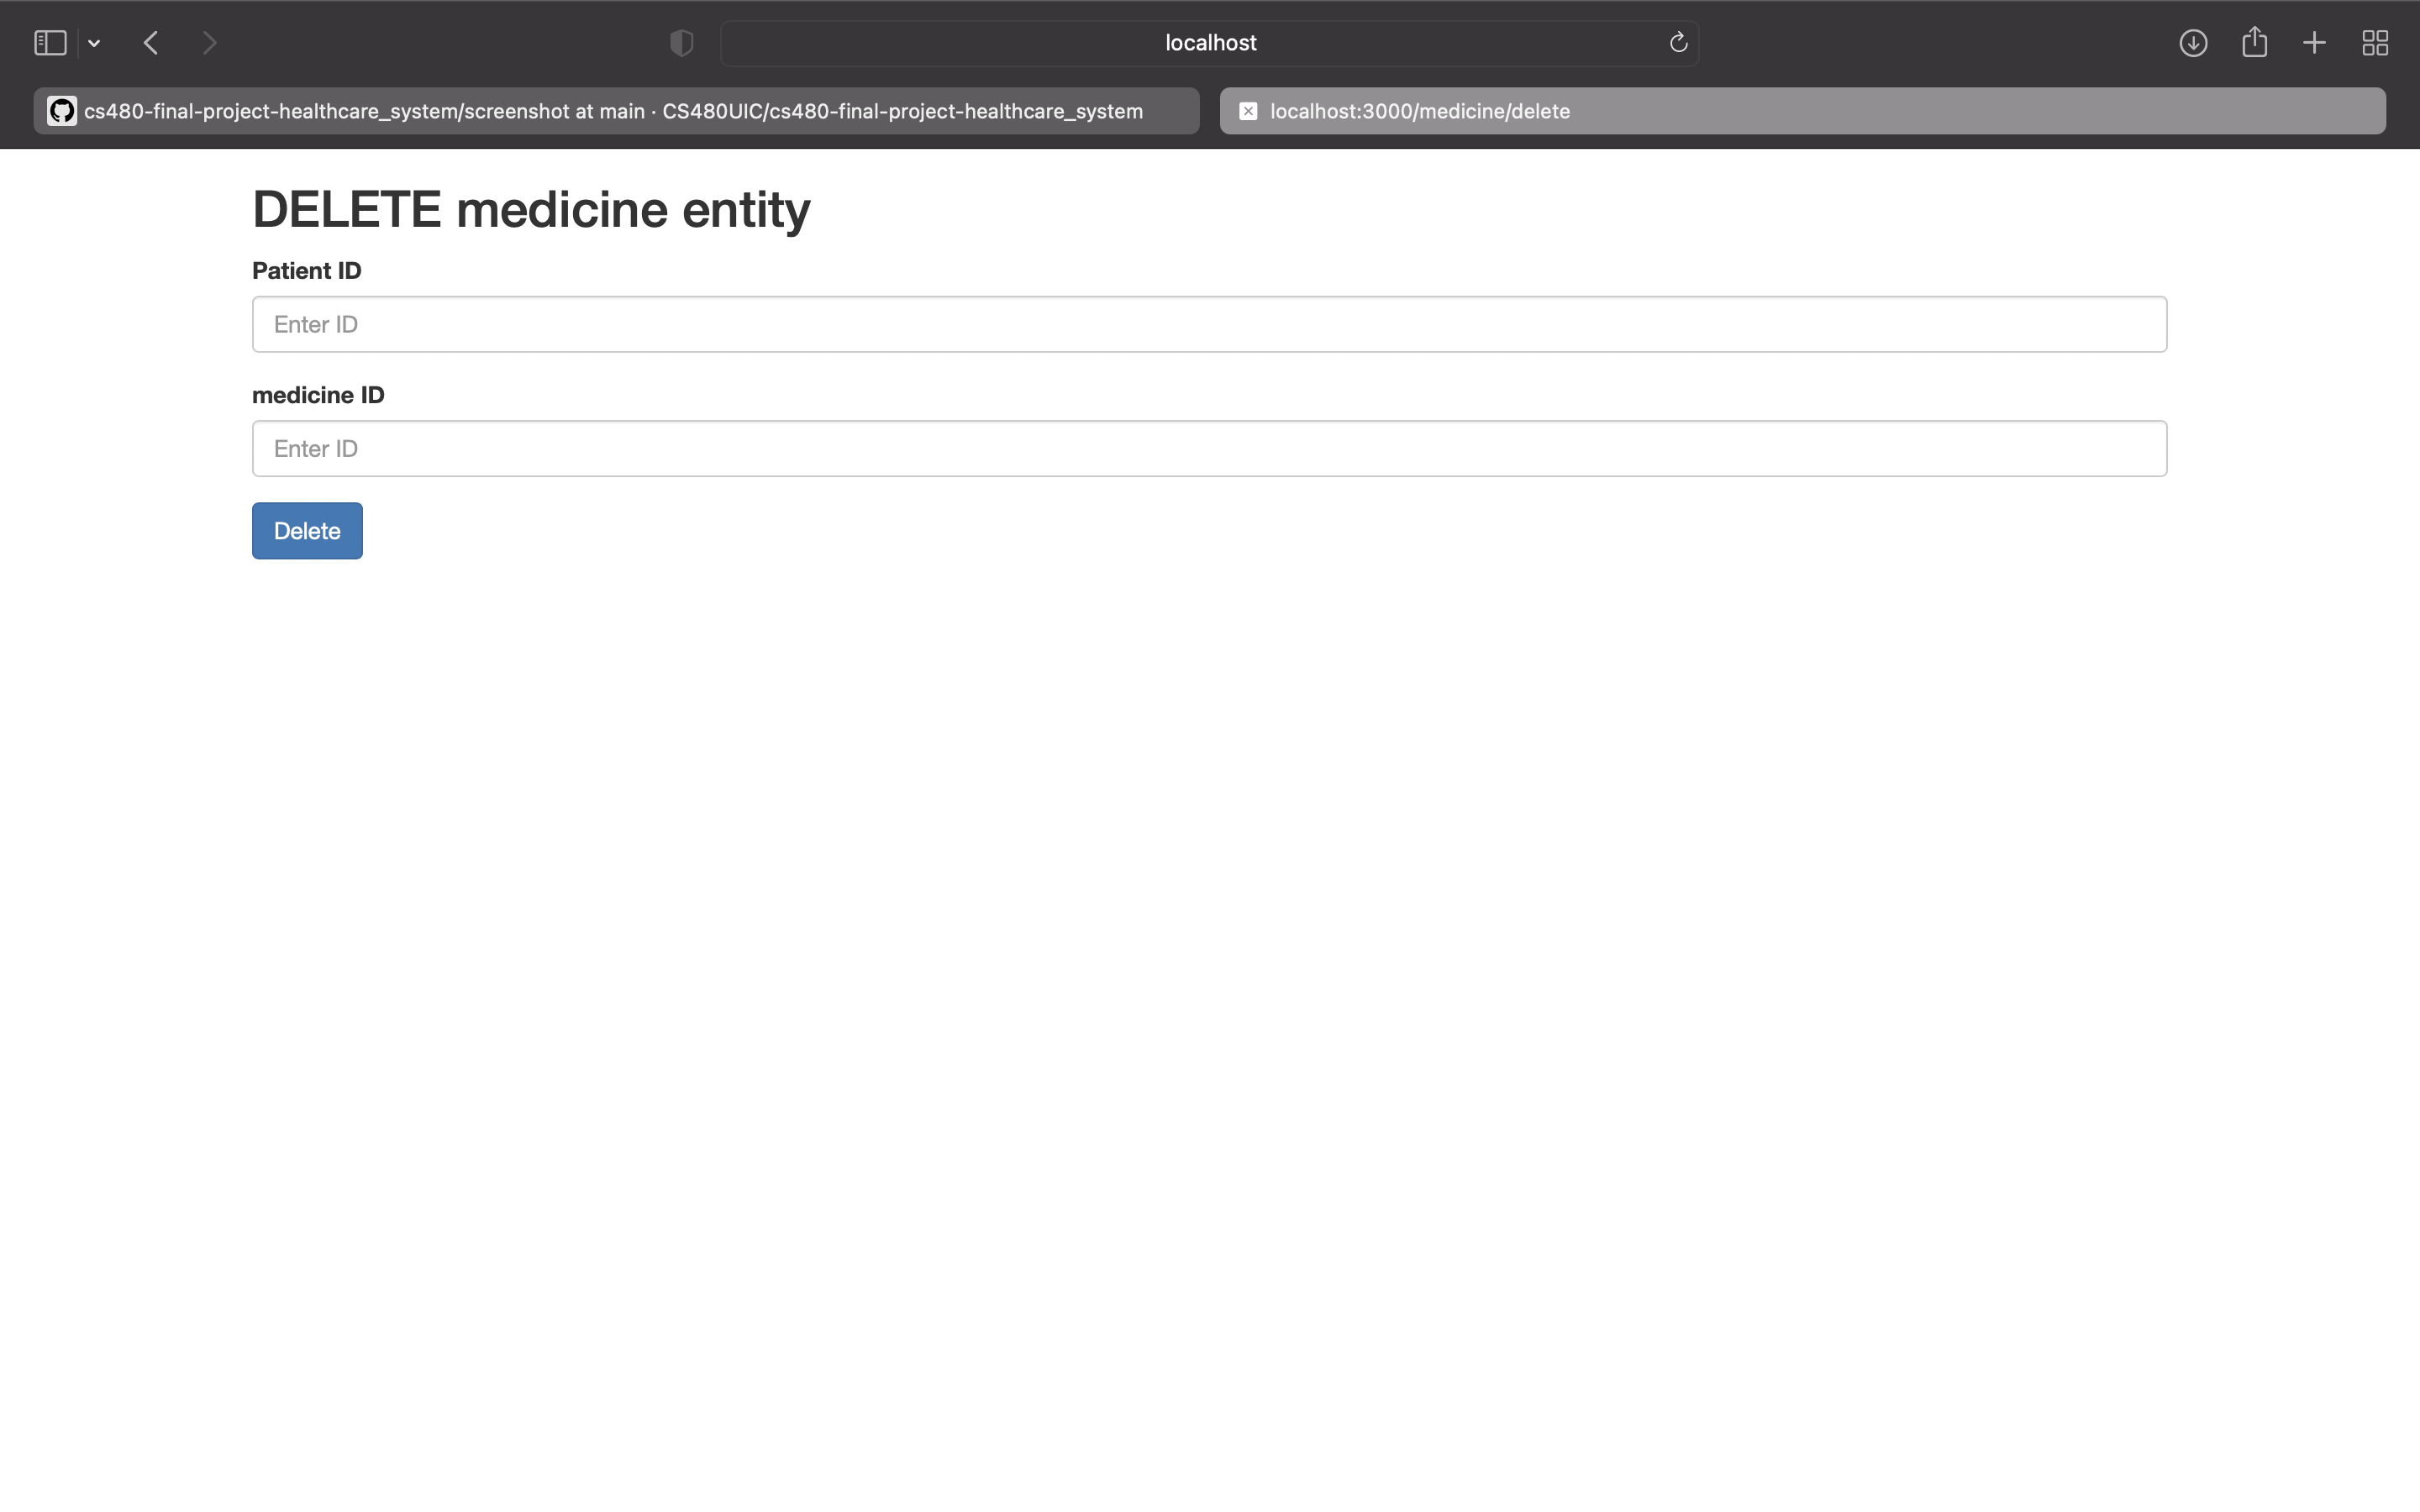 localhost
cs480-final-project-healthcare_system/screenshot at main · CS480UIC/cs480-final-project-healthcare_system
localhost:3000/medicine/delete
DELETE medicine entity
Patient ID
Enter ID
medicine ID
Enter ID
Delete